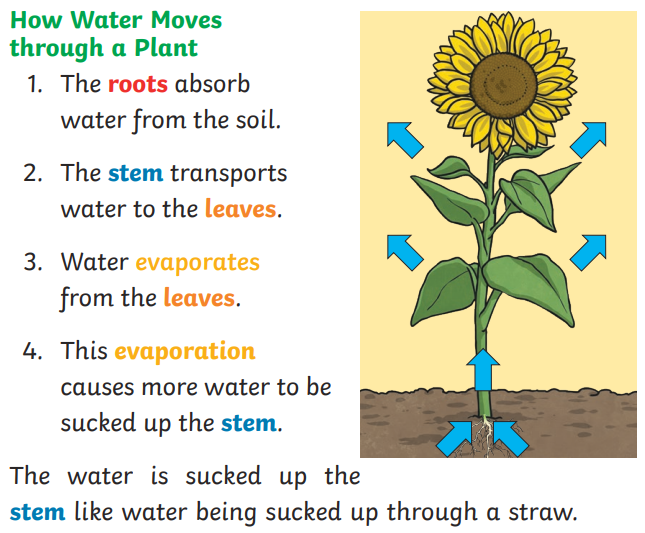 How Water Moves
through a Plant
1. The roots absorb
water from the soil.
2. The stem transports
water to the leaves.
3. Water evaporates
from the leaves.
4. This evaporation
causes more water to be
sucked up the stem.
The water is sucked up the
stem like water being sucked up through a straw.